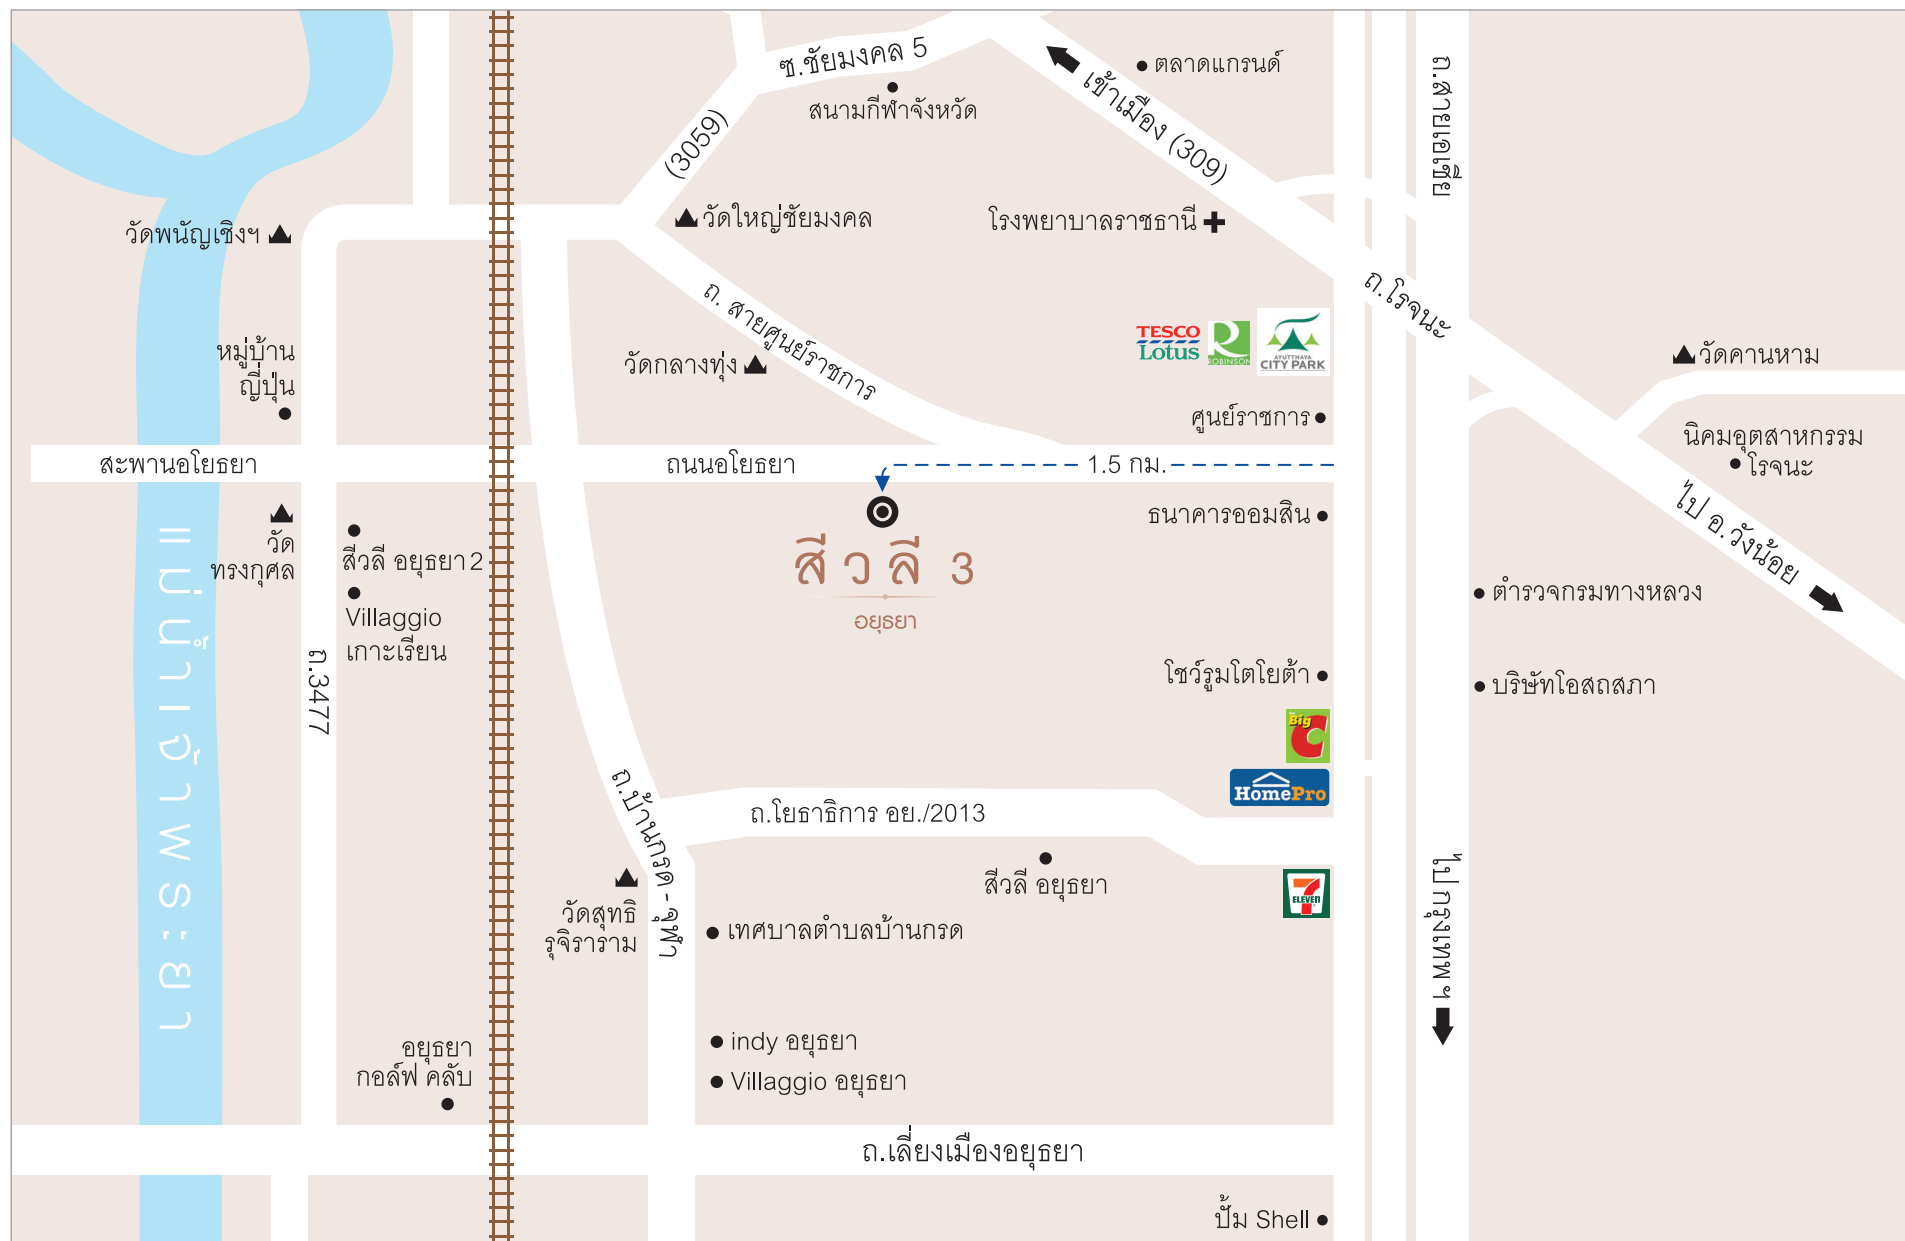 ซ.ชัยมงคล 5
ตลาดแกรนด์
สนามกีฬาจังหวัด
เข้าเมือง (309)
ถ.สายเอเซีย
(3059)
วัดพนัญเชิงฯ
วัดใหญ่ชัยมงคล
โรงพยาบาลราชธานี
ถ.โรจนะ
ถ. สายศูนย์ราชการ
TESCO
Lotus
R
ROBINSON
AYUTTHAYA
CITY PARK
หมู่บ้าน
ญี่ปุ่น
วัดกลางทุ่ง
วัดคานหาม
ศูนย์ราชการ
นิคมอุตสาหกรรม
โรจนะ
สะพานอโยธยา
ถนนอโยธยา
1.5 กม.
ธนาคารออมสิน
ไป อ.วังน้อย
วัด
ทรงกุศล
สีวลี อยุธยา 2
Villaggio
เกาะเรียน
สีวลี 3
อยุธยา
ตำรวจกรมทางหลวง
แม่น้ำเจ้าพระยา
ถ.3477
โชว์รูมโตโยต้า
บริษัทโอสถสภา
Big
C
HomePro
ถ.บ้านกรด - จุฬา
ถ.โยธาธิการ อย./2013
สีวลี อยุธยา
7
ELEVEN
ไป กรุงเทพฯ
วัดสุทธิ
รุจิราราม
เทศบาลตำบลบ้านกรด
อยุธยา
กอล์ฟ คลับ
indy อยุธยา
Villaggio อยุธยา
ถ.เลี่ยงเมืองอยุธยา
ปั้ม Shell